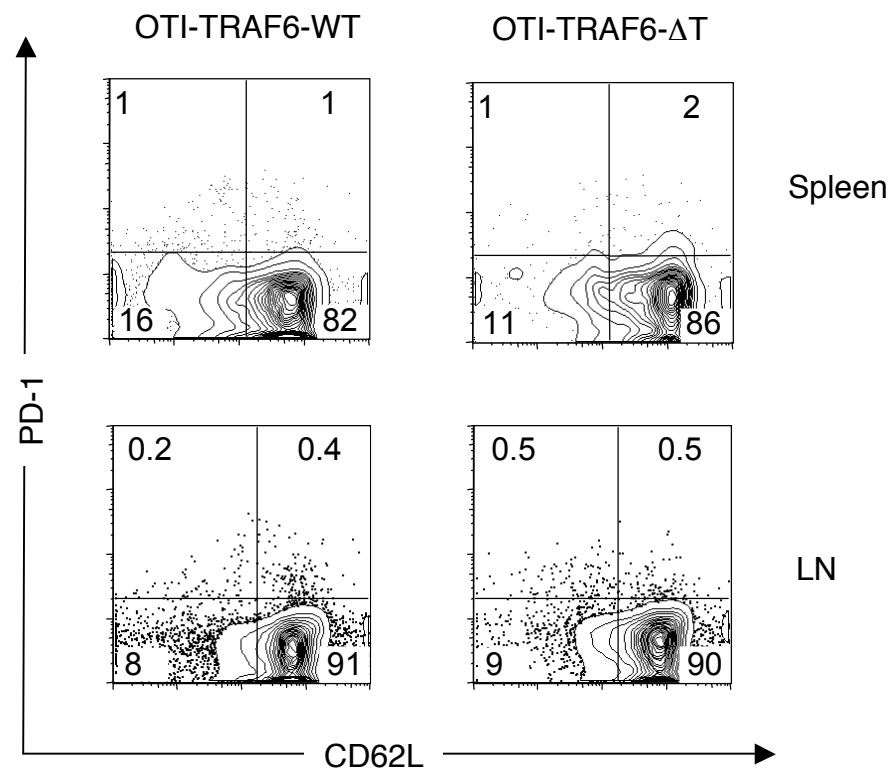 OTI-TRAF6-WT OTI-TRAF6-ΔT
1 1 1 2
Spleen
16 82 11 86
PD-1
0.2 0.4 0.5 0.5
LN
8 91 9 90
CD62L